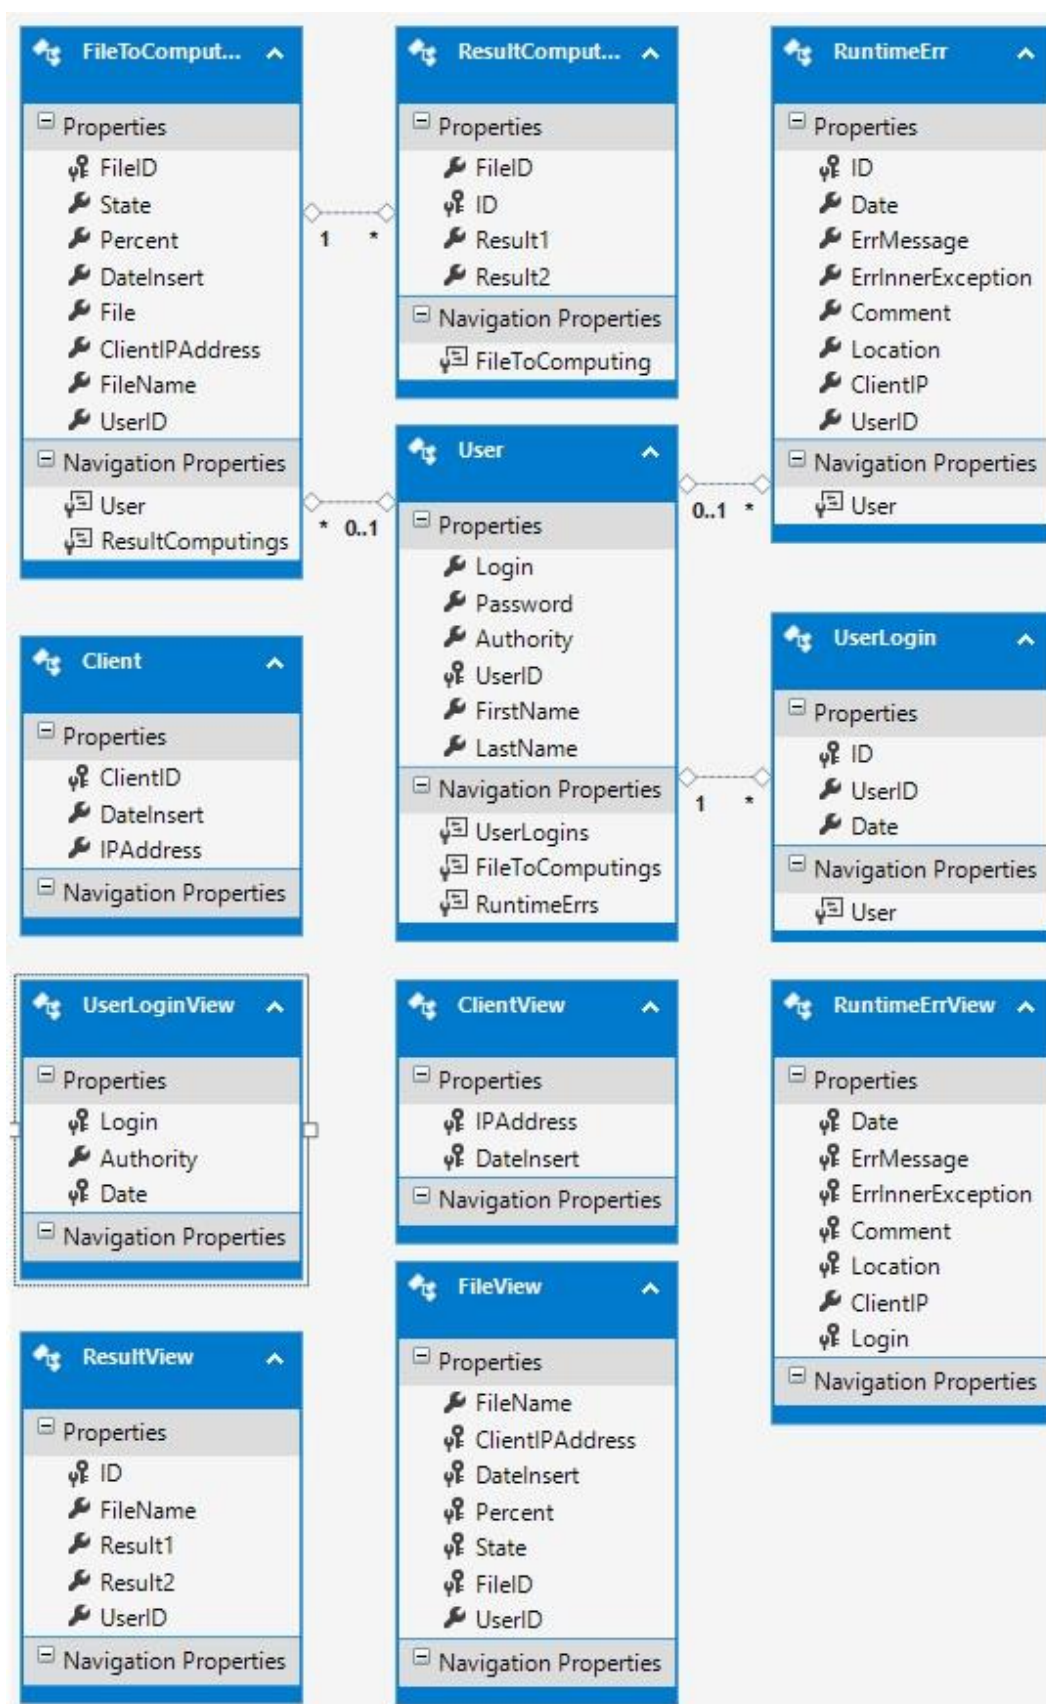 FileToComput...
Properties
FileID
State
Percent
DateInsert
File
ClientIPAddress
FileName
UserID
Navigation Properties
User
ResultComputings
1 *
ResultComput...
Properties
FileID
ID
Result1
Result2
Navigation Properties
FileToComputing
RuntimeErr
Properties
ID
Date
ErrMessage
ErrInnerException
Comment
Location
ClientIP
UserID
Navigation Properties
User
* 0..1
User
Properties
Login
Password
Authority
UserID
FirstName
LastName
Navigation Properties
UserLogins
FileToComputings
RuntimeErrs
0..1 *
1 *
Client
Properties
ClientID
DateInsert
IPAddress
Navigation Properties
UserLogin
Properties
ID
UserID
Date
Navigation Properties
User
UserLoginView
Properties
Login
Authority
Date
Navigation Properties
ClientView
Properties
IPAddress
DateInsert
Navigation Properties
RuntimeErrView
Properties
Date
ErrMessage
ErrInnerException
Comment
Location
ClientIP
Login
Navigation Properties
ResultView
Properties
ID
FileName
Result1
Result2
UserID
Navigation Properties
FileView
Properties
FileName
ClientIPAddress
DateInsert
Percent
State
FileID
UserID
Navigation Properties